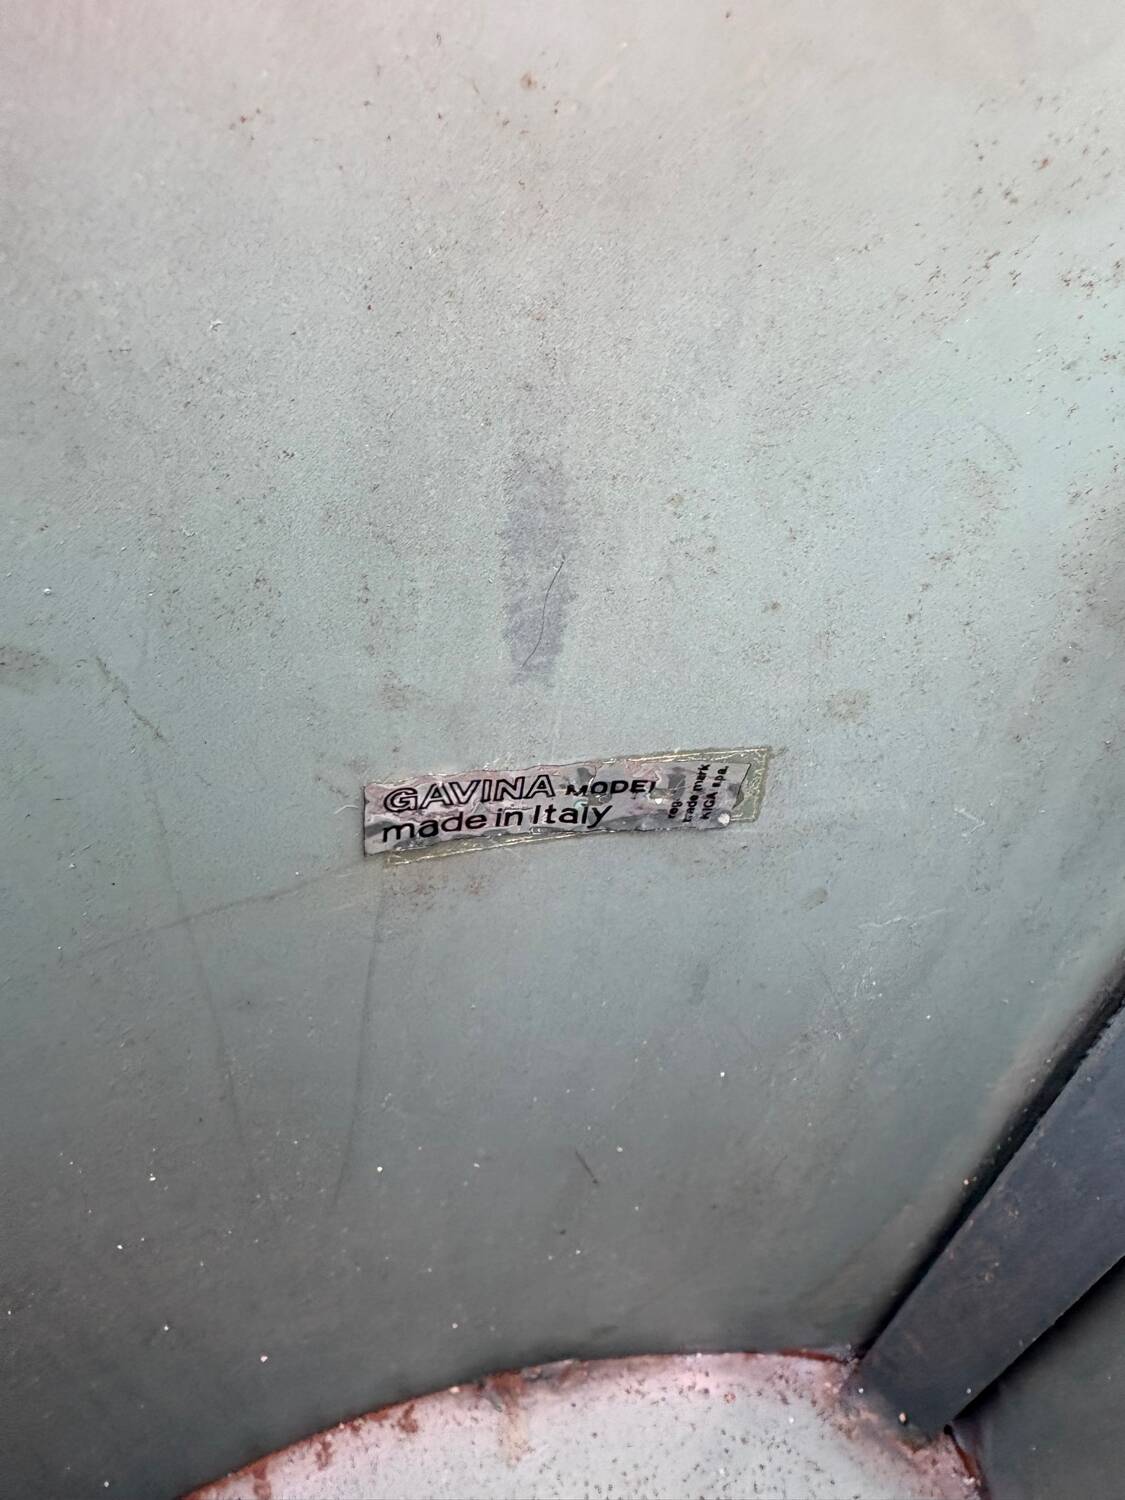 GAVINA MODEL
made in Italy
reg.
trade mark
KIGA s.p.a.